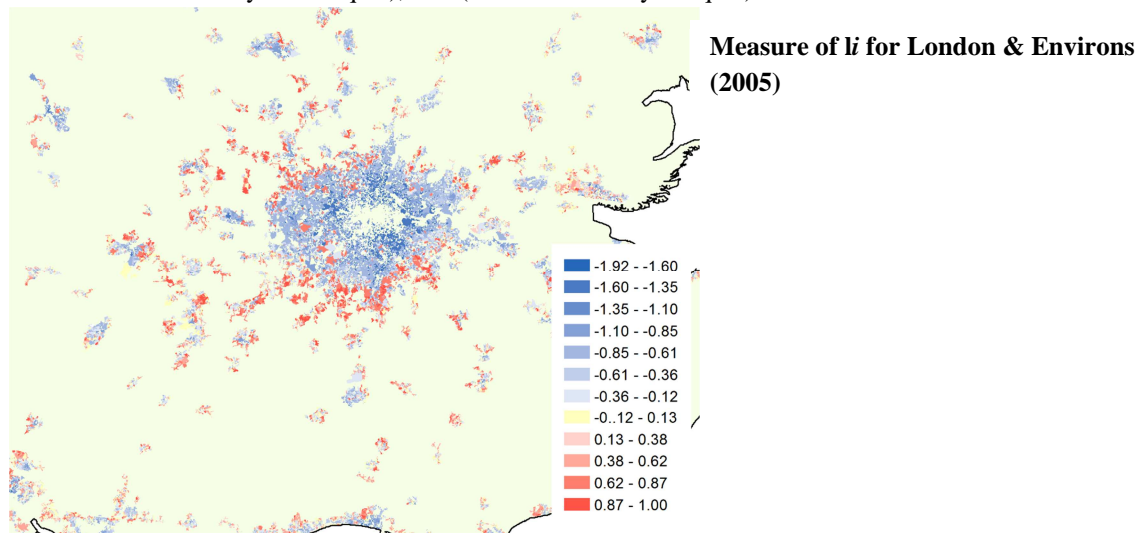 Measure of li for London & Environs
(2005)
-1.92 - -1.60
-1.60 - -1.35
-1.35 - -1.10
-1.10 - -0.85
-0.85 - -0.61
-0.61 - -0.36
-0.36 - -0.12
-0..12 - 0.13
0.13 - 0.38
0.38 - 0.62
0.62 - 0.87
0.87 - 1.00